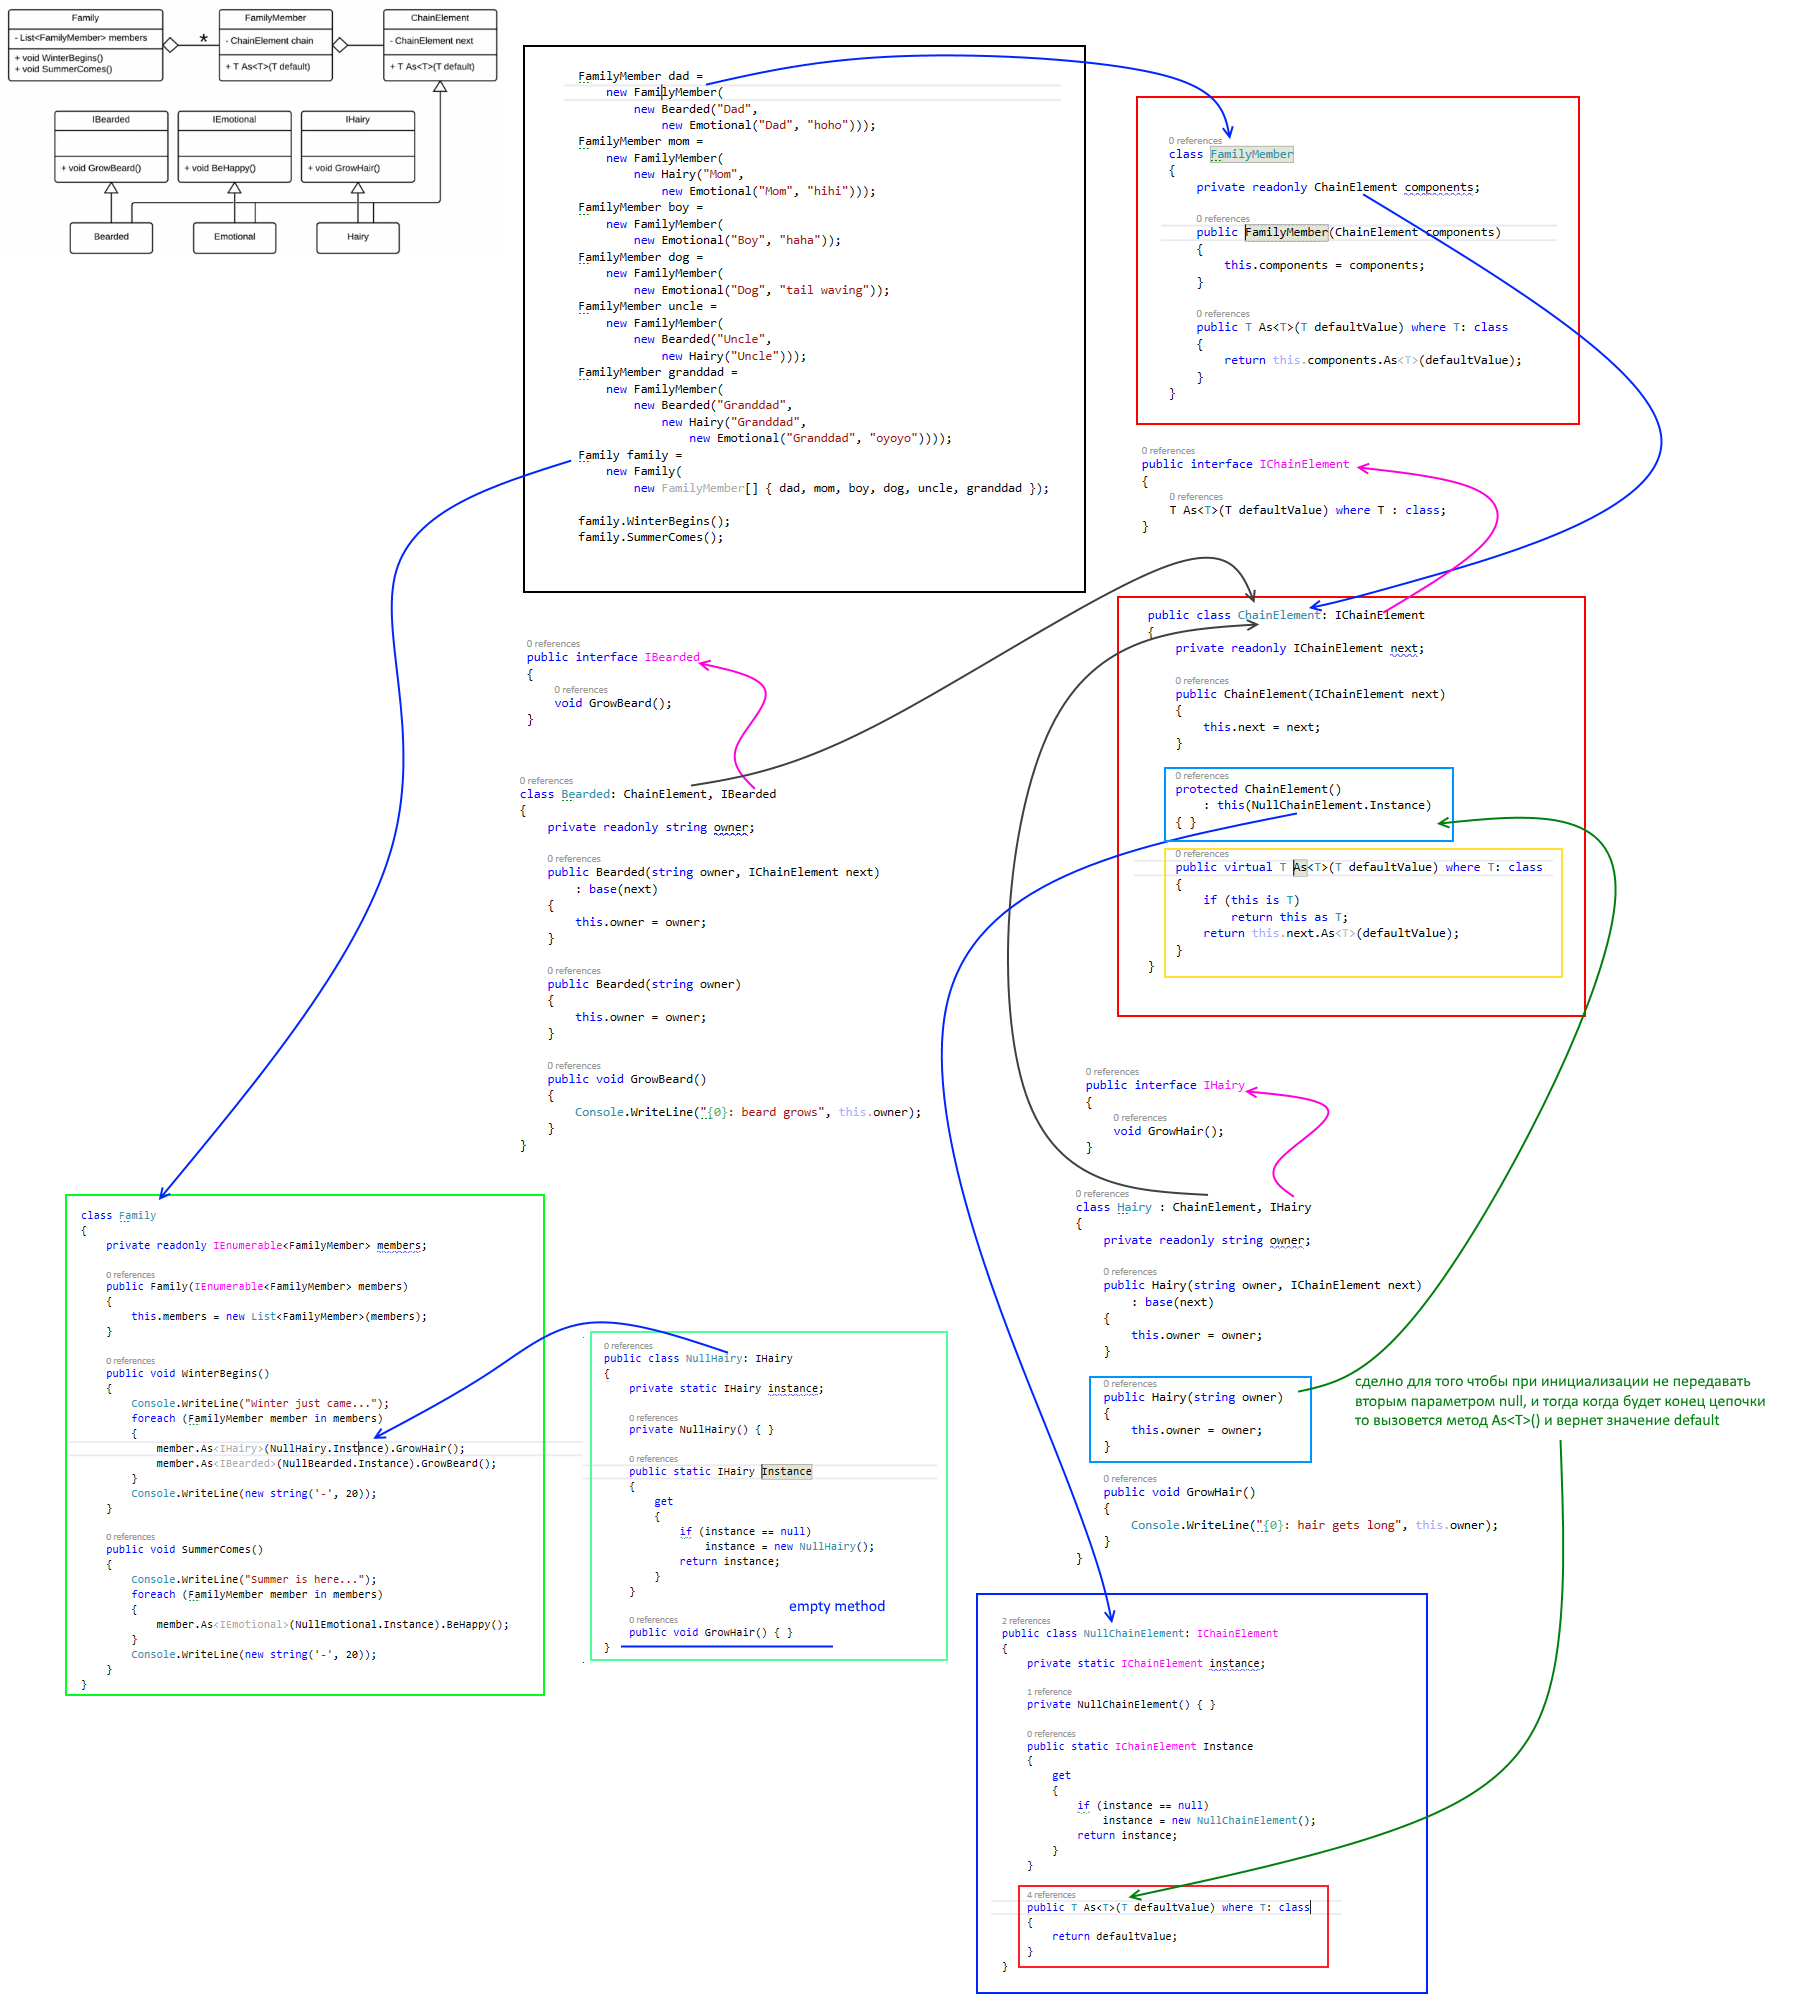 Family
- List<FamilyMember> members
+ void WinterBegins()
+ void SummerComes()
*
FamilyMember
- ChainElement chain
+ T As<T>(T default)
ChainElement
- ChainElement next
+ T As<T>(T default)
IBearded
+ void GrowBeard()
IEmotional
+ void BeHappy()
IHairy
+ void GrowHair()
Bearded
Emotional
Hairy
FamilyMember dad =
new FamilyMember(
new Bearded("Dad",
new Emotional("Dad", "hoho")));
FamilyMember mom =
new FamilyMember(
new Hairy("Mom",
new Emotional("Mom", "hihi")));
FamilyMember boy =
new FamilyMember(
new Emotional("Boy", "haha"));
FamilyMember dog =
new FamilyMember(
new Emotional("Dog", "tail waving"));
FamilyMember uncle =
new FamilyMember(
new Bearded("Uncle",
new Hairy("Uncle")));
FamilyMember granddad =
new FamilyMember(
new Bearded("Granddad",
new Hairy("Granddad",
new Emotional("Granddad", "oyoyo"))));
Family family =
new Family(
new FamilyMember[] { dad, mom, boy, dog, uncle, granddad });
family.WinterBegins();
family.SummerComes();
0 references
class FamilyMember
{
private readonly ChainElement components;
0 references
public FamilyMember(ChainElement components)
{
this.components = components;
}
0 references
public T As<T>(T defaultValue) where T: class
{
return this.components.As<T>(defaultValue);
}
}
0 references
public interface IChainElement
{
0 references
T As<T>(T defaultValue) where T : class;
}
public class ChainElement: IChainElement
{
private readonly IChainElement next;
0 references
public ChainElement(IChainElement next)
{
this.next = next;
}
0 references
protected ChainElement()
: this(NullChainElement.Instance)
{ }
0 references
public virtual T As<T>(T defaultValue) where T: class
{
if (this is T)
return this as T;
return this.next.As<T>(defaultValue);
}
}
0 references
public interface IBearded
{
0 references
void GrowBeard();
}
0 references
class Bearded: ChainElement, IBearded
{
private readonly string owner;
0 references
public Bearded(string owner, IChainElement next)
: base(next)
{
this.owner = owner;
}
0 references
public Bearded(string owner)
{
this.owner = owner;
}
0 references
public void GrowBeard()
{
Console.WriteLine("{0}: beard grows", this.owner);
}
}
0 references
public interface IHairy
{
0 references
void GrowHair();
}
0 references
class Hairy : ChainElement, IHairy
{
private readonly string owner;
0 references
public Hairy(string owner, IChainElement next)
: base(next)
{
this.owner = owner;
}
0 references
public Hairy(string owner)
{
this.owner = owner;
}
0 references
public void GrowHair()
{
Console.WriteLine("{0}: hair gets long", this.owner);
}
}
сделно для того чтобы при инициализации не передавать
вторым параметром null, и тогда когда будет конец цепочки
то вызовется метод As<T>() и вернет значение default
class Family
{
private readonly IEnumerable<FamilyMember> members;
0 references
public Family(IEnumerable<FamilyMember> members)
{
this.members = new List<FamilyMember>(members);
}
0 references
public void WinterBegins()
{
Console.WriteLine("Winter just came...");
foreach (FamilyMember member in members)
{
member.As<IHairy>(NullHairy.Instance).GrowHair();
member.As<IBearded>(NullBearded.Instance).GrowBeard();
}
Console.WriteLine(new string('-', 20));
}
0 references
public void SummerComes()
{
Console.WriteLine("Summer is here...");
foreach (FamilyMember member in members)
{
member.As<IEmotional>(NullEmotional.Instance).BeHappy();
}
Console.WriteLine(new string('-', 20));
}
}
0 references
public class NullHairy: IHairy
{
private static IHairy instance;
0 references
private NullHairy() { }
0 references
public static IHairy Instance
{
get
{
if (instance == null)
instance = new NullHairy();
return instance;
}
}
empty method
0 references
public void GrowHair() { }
}
2 references
public class NullChainElement: IChainElement
{
private static IChainElement instance;
1 reference
private NullChainElement() { }
0 references
public static IChainElement Instance
{
get
{
if (instance == null)
instance = new NullChainElement();
return instance;
}
}
4 references
public T As<T>(T defaultValue) where T: class
{
return defaultValue;
}
}